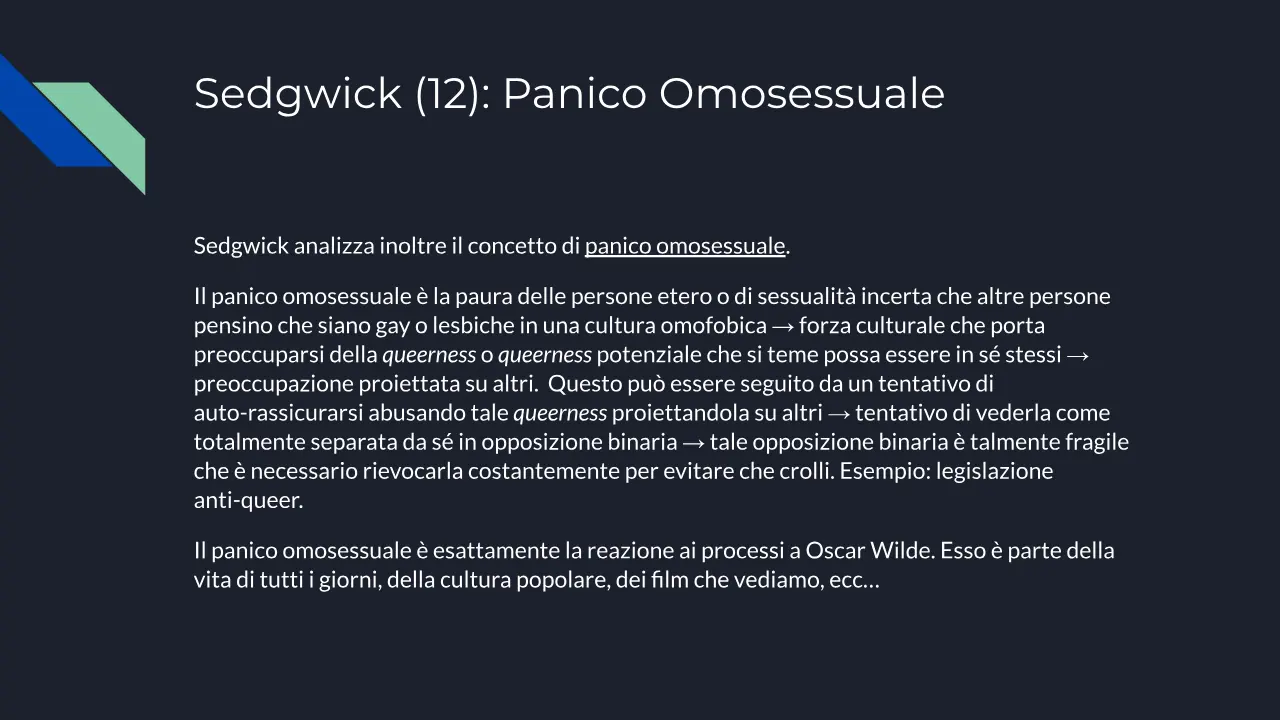 Sedgwick (12): Panico Omosessuale
Sedgwick analizza inoltre il concetto di panico omosessuale.
Il panico omosessuale è la paura delle persone etero o di sessualità incerta che altre persone
pensino che siano gay o lesbiche in una cultura omofobica → forza culturale che porta
preoccuparsi della queerness o queerness potenziale che si teme possa essere in sé stessi →
preoccupazione proiettata su altri.  Questo può essere seguito da un tentativo di
auto-rassicurarsi abusando tale queerness proiettandola su altri → tentativo di vederla come
totalmente separata da sé in opposizione binaria → tale opposizione binaria è talmente fragile
che è necessario rievocarla costantemente per evitare che crolli. Esempio: legislazione
anti-queer.
Il panico omosessuale è esattamente la reazione ai processi a Oscar Wilde. Esso è parte della
vita di tutti i giorni, della cultura popolare, dei film che vediamo, ecc…